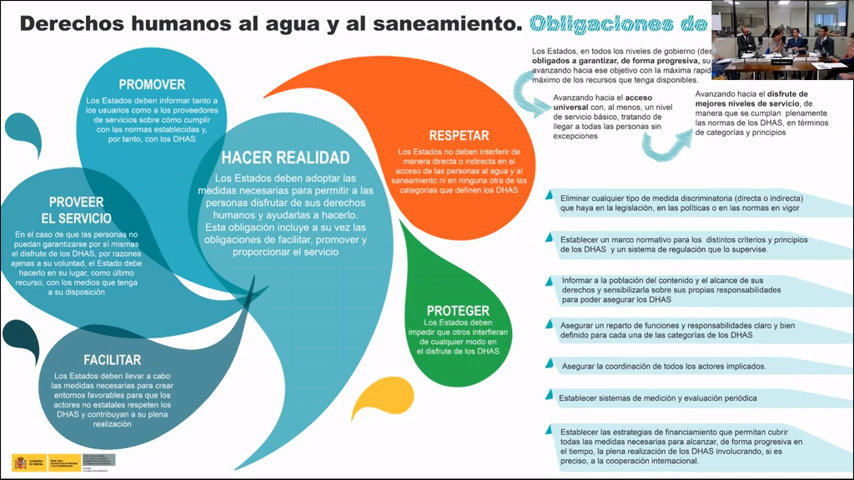 Derechos humanos al agua y al saneamiento. Obligaciones de
Los Estados, en todos los niveles de gobierno
obligados a garantizar, de forma progresiva, su
avanzando hacia ese objetivo con la máxima rapid
máximo de los recursos que tenga disponibles.
Avanzando hacia el acceso
universal con, al menos, un nivel
de servicio básico, tratando de
llegar a todas las personas sin
excepciones
Avanzando hacia el disfrute de
mejores niveles de servicio, de
manera que se cumplan plenamente
las normas de los DHAS, en términos
de categorías y principios
PROMOVER
Los Estados deben informar tanto a
los usuarios como a los proveedores
de servicios sobre cómo cumplir
con las normas establecidas y,
por tanto, con los DHAS
HACER REALIDAD
Los Estados deben adoptar las
medidas necesarias para permitir a las
personas disfrutar de sus derechos
humanos y ayudarlas a hacerlo.
Esta obligación incluye a su vez las
obligaciones de facilitar, promover y
proporcionar el servicio
RESPETAR
Los Estados no deben interferir de
manera directa o indirecta en el
acceso de las personas al agua y al
saneamiento ni en ninguna otra de las
categorías que definen los DHAS
PROVEER
EL SERVICIO
En el caso de que las personas no
puedan garantizarse por sí mismas
el disfrute de los DHAS, por razones
ajenas a su voluntad, el Estado debe
hacerlo en su lugar, como último
recurso, con los medios que tenga
a su disposición
PROTEGER
Los Estados deben
impedir que otros interfieran
de cualquier modo en
el disfrute de los DHAS
FACILITAR
Los Estados deben llevar a cabo
las medidas necesarias para crear
entornos favorables para que los
actores no estatales respeten los
DHAS y contribuyan a su plena
realización
Eliminar cualquier tipo de medida discriminatoria (directa o indirecta)
que haya en la legislación, en las políticas o en las normas en vigor
Establecer un marco normativo para los distintos criterios y principios
de los DHAS y un sistema de regulación que lo supervise.
Informar a la población del contenido y el alcance de sus
derechos y sensibilizarla sobre sus propias responsabilidades
para poder asegurar los DHAS
Asegurar un reparto de funciones y responsabilidades claro y bien
definido para cada una de las categorías de los DHAS
Asegurar la coordinación de todos los actores implicados.
Establecer sistemas de medición y evaluación periódica
Establecer las estrategias de financiamiento que permitan cubrir
todas las medidas necesarias para alcanzar, de forma progresiva en
el tiempo, la plena realización de los DHAS involucrando, si es
preciso, a la cooperación internacional.